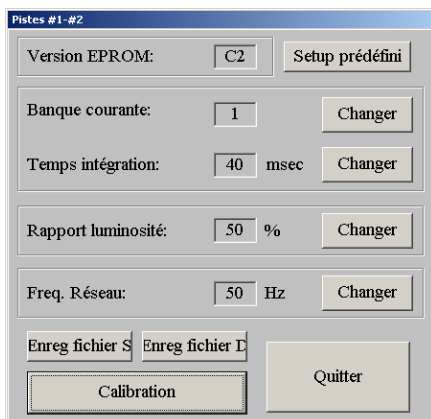 Pistes #1-#2
Version EPROM: C2 Setup prédéfini
Banque courante: 1 Changer
Temps intégration: 40 msec Changer
Rapport luminosité: 50 % Changer
Freq. Réseau: 50 Hz Changer
Enreg fichier S Enreg fichier D
Calibration Quitter